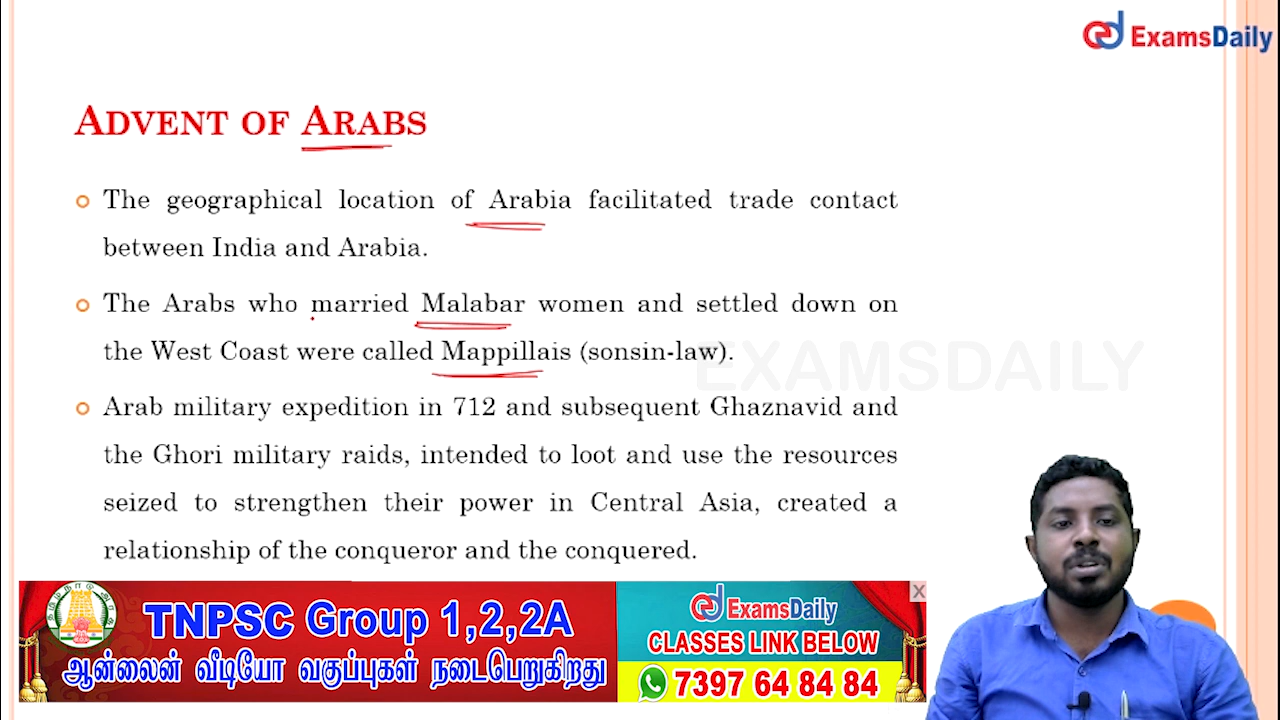 ExamsDaily
ADVENT OF ARABS
The geographical location of Arabia facilitated trade contact
between India and Arabia.
The Arabs who married Malabar women and settled down on
the West Coast were called Mappillais (sonsin-law).
EXAMSDAILY
Arab military expedition in 712 and subsequent Ghaznavid and
the Ghori military raids, intended to loot and use the resources
seized to strengthen their power in Central Asia, created a
relationship of the conqueror and the conquered.
TNPSC Group 1,2,2A
ஆன்லைன் வீடியோ வகுப்புகள் நடைபெறுகிறது
ExamsDaily
CLASSES LINK BELOW
7397 64 84 84
X